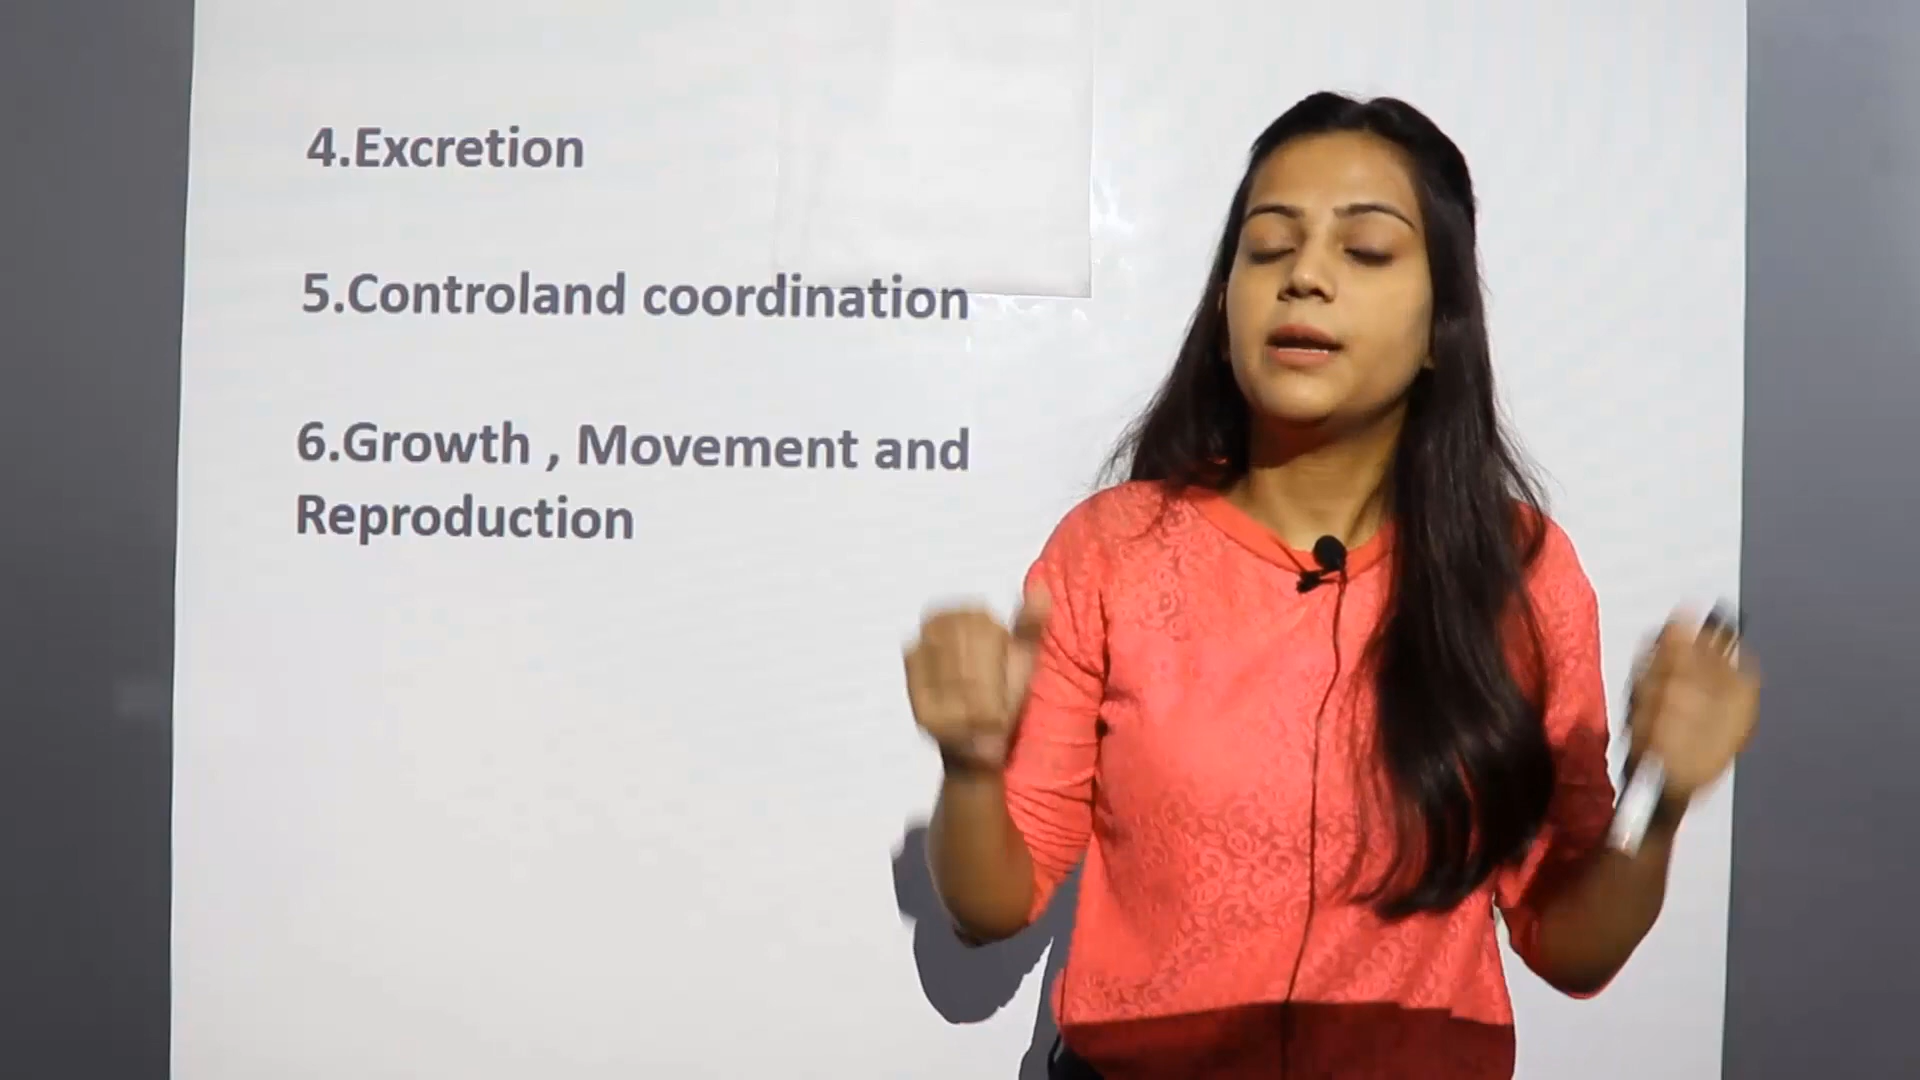 4.Excretion
5.Controland coordination
6.Growth , Movement and
Reproduction